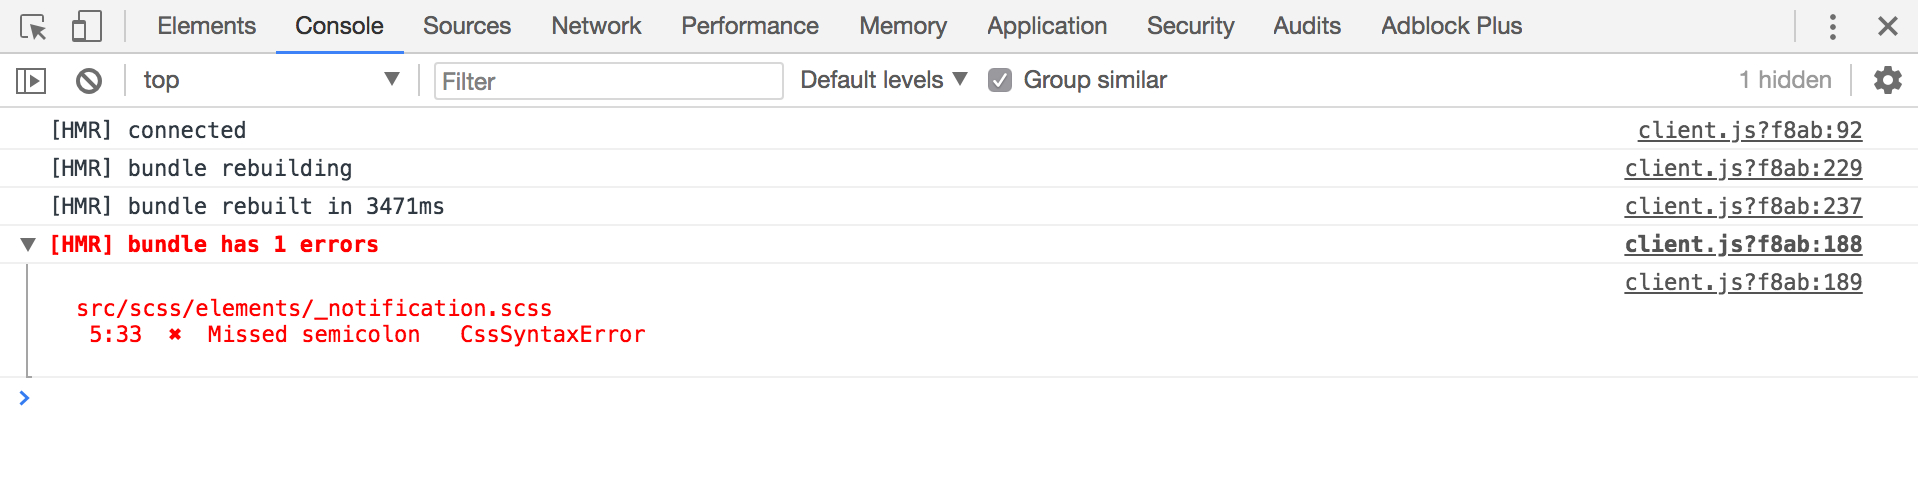 Elements Console Sources Network Performance Memory Application Security Audits Adblock Plus
top Filter Default levels Group similar 1 hidden
[HMR] connected client.js?f8ab:92
[HMR] bundle rebuilding client.js?f8ab:229
[HMR] bundle rebuilt in 3471ms client.js?f8ab:237
[HMR] bundle has 1 errors client.js?f8ab:188
client.js?f8ab:189
src/scss/elements/_notification.scss
5:33 ✖ Missed semicolon CssSyntaxError